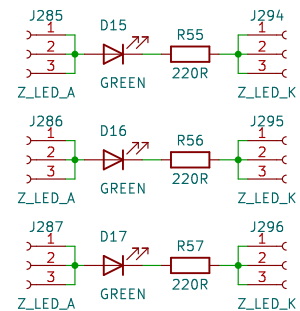 J285 D15 R55 J294
1 1
2 2
3 GREEN 220R 3
Z_LED_A Z_LED_K
J286 D16 R56 J295
1 1
2 2
3 GREEN 220R 3
Z_LED_A Z_LED_K
J287 D17 R57 J296
1 1
2 2
3 GREEN 220R 3
Z_LED_A Z_LED_K